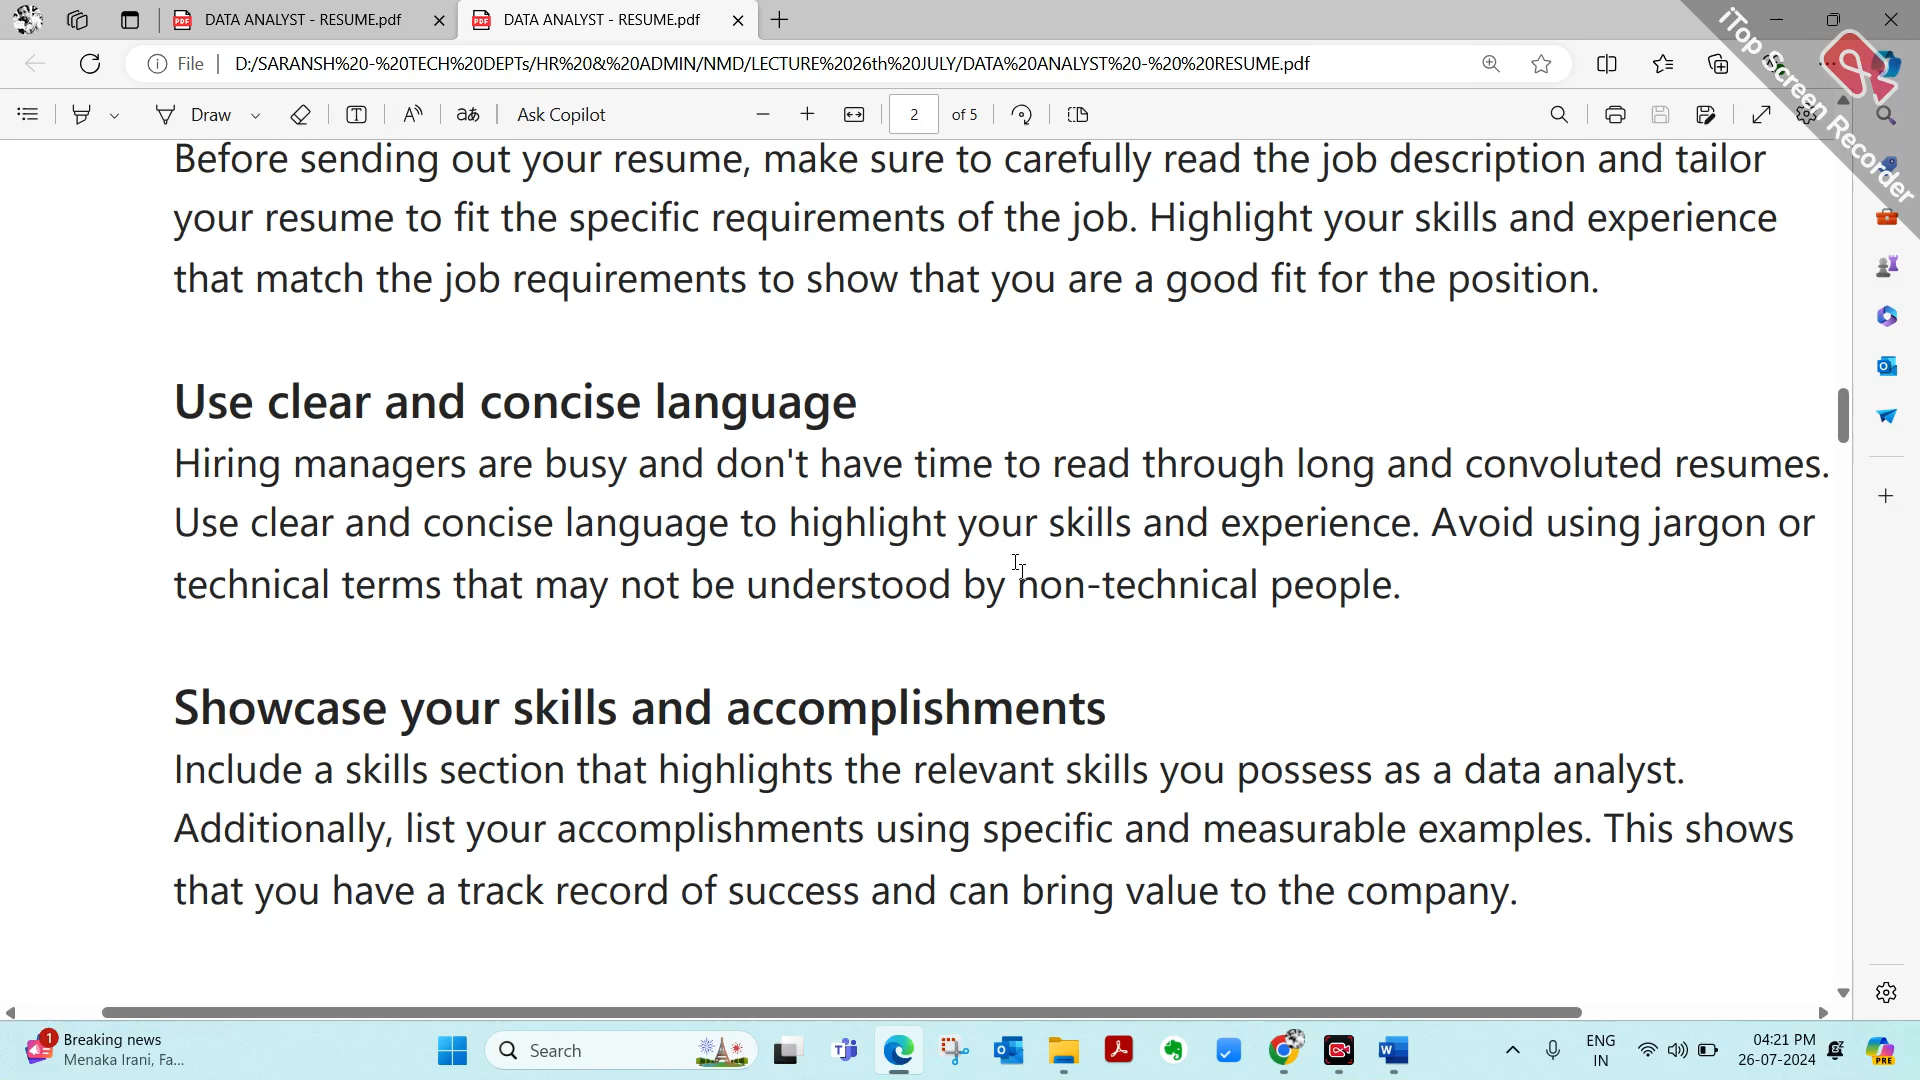 DATA ANALYST - RESUME.pdf
DATA ANALYST - RESUME.pdf
File
D:/SARANSH%20-%20TECH%20DEPTs/HR%20&%20ADMIN/NMD/LECTURE%2026th%20JULY/DATA%20ANALYST%20-%20%20RESUME.pdf
Draw
aあ
Ask Copilot
2 of 5
iTop Screen Recorder
Before sending out your resume, make sure to carefully read the job description and tailor
your resume to fit the specific requirements of the job. Highlight your skills and experience
that match the job requirements to show that you are a good fit for the position.
Use clear and concise language
Hiring managers are busy and don't have time to read through long and convoluted resumes.
Use clear and concise language to highlight your skills and experience. Avoid using jargon or
technical terms that may not be understood by non-technical people.
Showcase your skills and accomplishments
Include a skills section that highlights the relevant skills you possess as a data analyst.
Additionally, list your accomplishments using specific and measurable examples. This shows
that you have a track record of success and can bring value to the company.
1
Breaking news
Menaka Irani, Fa...
Search
ENG
IN
04:21 PM
26-07-2024
PRE